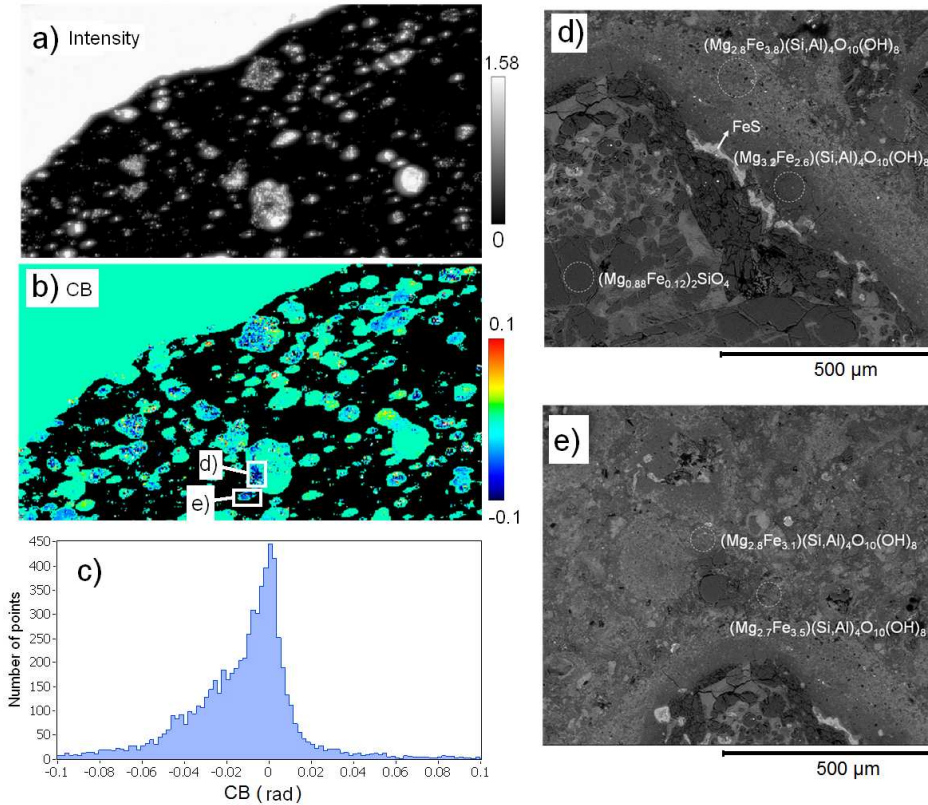 a) Intensity
1.58
0
b) CB
0.1
-0.1
d)
e)
c)
Number of points
450
400
350
300
250
200
150
100
50
0
-0.1 -0.08 -0.06 -0.04 -0.02 0 0.02 0.04 0.06 0.08 0.1
CB (rad)
d)
(Mg2.8Fe3.8)(Si,Al)4O10(OH)8
FeS
(Mg3.2Fe2.6)(Si,Al)4O10(OH)8
(Mg0.88Fe0.12)2SiO4
500 µm
e)
(Mg2.8Fe3.1)(Si,Al)4O10(OH)8
(Mg2.7Fe3.5)(Si,Al)4O10(OH)8
500 µm